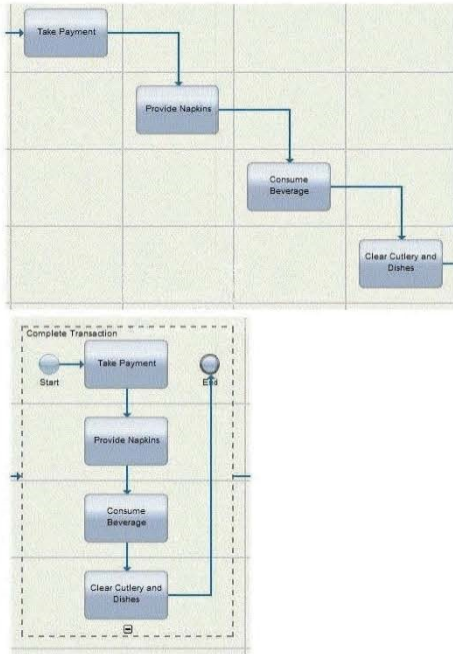 Take Payment
Provide Napkins
Consume
Beverage
Clear Cutlery and
Dishes
Complete Transaction
Take Payment
Start
End
Provide Napkins
Consume
Beverage
Clear Cutlery and
Dishes